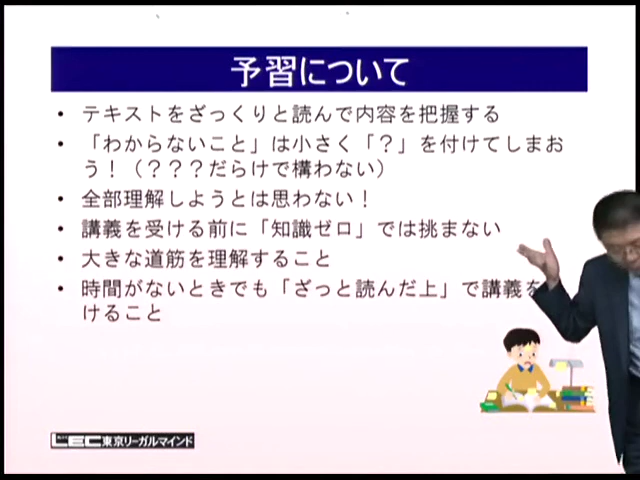 予習について
・ テキストをざっくりと読んで内容を把握する
・ 「わからないこと」は小さく「？」を付けてしまお
う！（？？？だらけで構わない）
・ 全部理解しようとは思わない！
・ 講義を受ける前に「知識ゼロ」では挑まない
・ 大きな道筋を理解すること
・ 時間がないときでも「ざっと読んだ上」で講義を
けること
LEC東京リーガルマインド